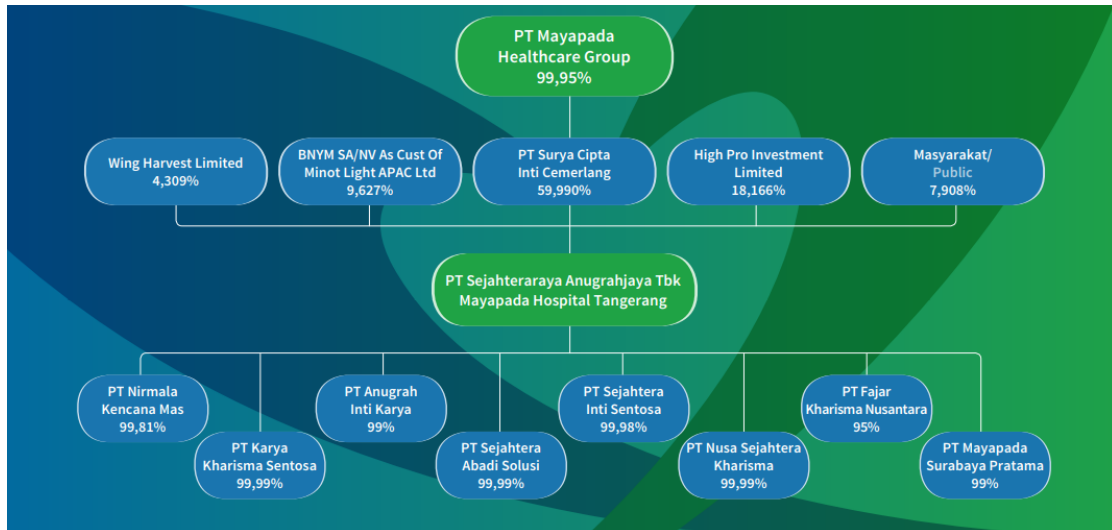 PT Mayapada
Healthcare Group
99,95%
Wing Harvest Limited
4,309%
BNYM SA/NV As Cust Of
Minot Light APAC Ltd
9,627%
PT Surya Cipta
Inti Cemerlang
59,990%
High Pro Investment
Limited
18,166%
Masyarakat/
Public
7,908%
PT Sejahteraraya Anugrahjaya Tbk
Mayapada Hospital Tangerang
PT Nirmala
Kencana Mas
99,81%
PT Karya
Kharisma Sentosa
99,99%
PT Anugrah
Inti Karya
99%
PT Sejahtera
Abadi Solusi
99,99%
PT Sejahtera
Inti Sentosa
99,98%
PT Nusa Sejahtera
Kharisma
99,99%
PT Fajar
Kharisma Nusantara
95%
PT Mayapada
Surabaya Pratama
99%